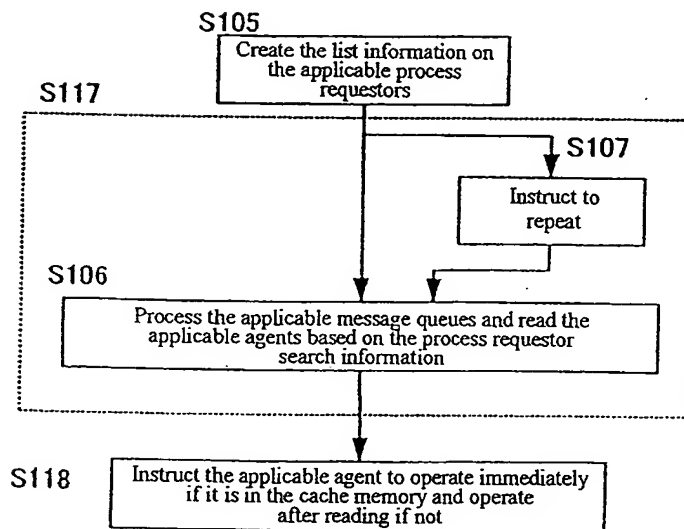 S105
Create the list information on
the applicable process
requestors
S117
S107
Instruct to
repeat
S106
Process the applicable message queues and read the
applicable agents based on the process requestor
search information
S118
Instruct the applicable agent to operate immediately
if it is in the cache memory and operate
after reading if not